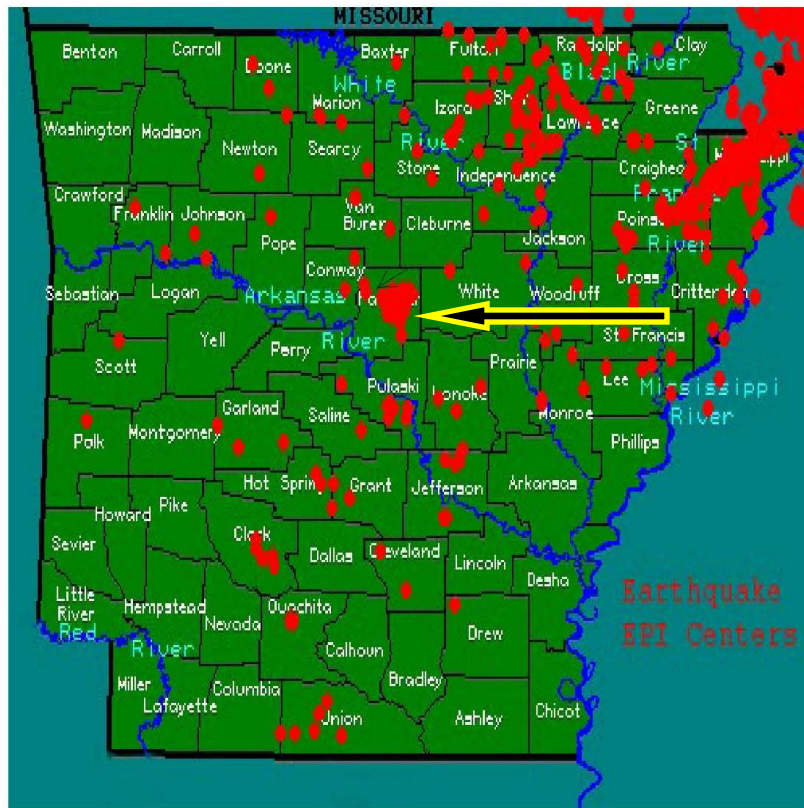 MISSOURI
Benton
Carroll
Boone
Baxter
Fulton
Randolph
Clay
River
Black
White
Marion
Izard
Greene
Lawrence
Washington
Madison
Newton
Searcy
River
Stone
Independence
Craighead
St
Francis
Crawford
Franklin
Johnson
Van
Buren
Cleburne
Poinsett
River
Jackson
Pope
Conway
Cross
Sebastian
Logan
Arkansas
White
Woodruff
Crittenden
River
St Francis
Yell
Perry
Scott
Prairie
Lee
Mississippi
River
Pulaski
Lonoke
Garland
Saline
Monroe
Polk
Montgomery
Phillips
Hot Spring
Grant
Jefferson
Arkansas
Pike
Howard
Clark
Sevier
Dallas
Cleveland
Lincoln
Desha
Little
River
Hempstead
Nevada
Ouachita
Red
River
Calhoun
Drew
Earthquake
EPI Centers
Miller
Columbia
Lafayette
Bradley
Union
Ashley
Chicot